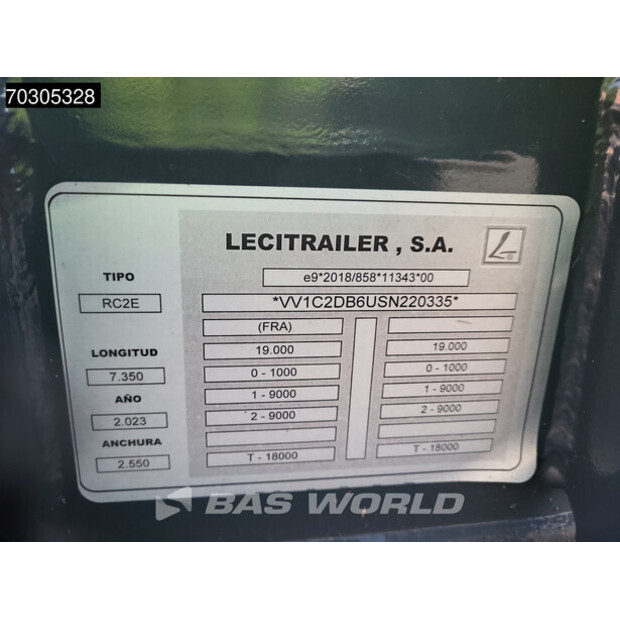 70305328
LECITRAILER , S.A.
TIPO
RC2E
e9*2018/858*11343*00
*VV1C2DB6USN220335*
(FRA)
19.000 19.000
LONGITUD
7.350
0 - 1000 0 - 1000
1 - 9000 1 - 9000
AÑO
2.023
2 - 9000 2 - 9000
ANCHURA
2.550
T - 18000 T - 18000
BAS WORLD